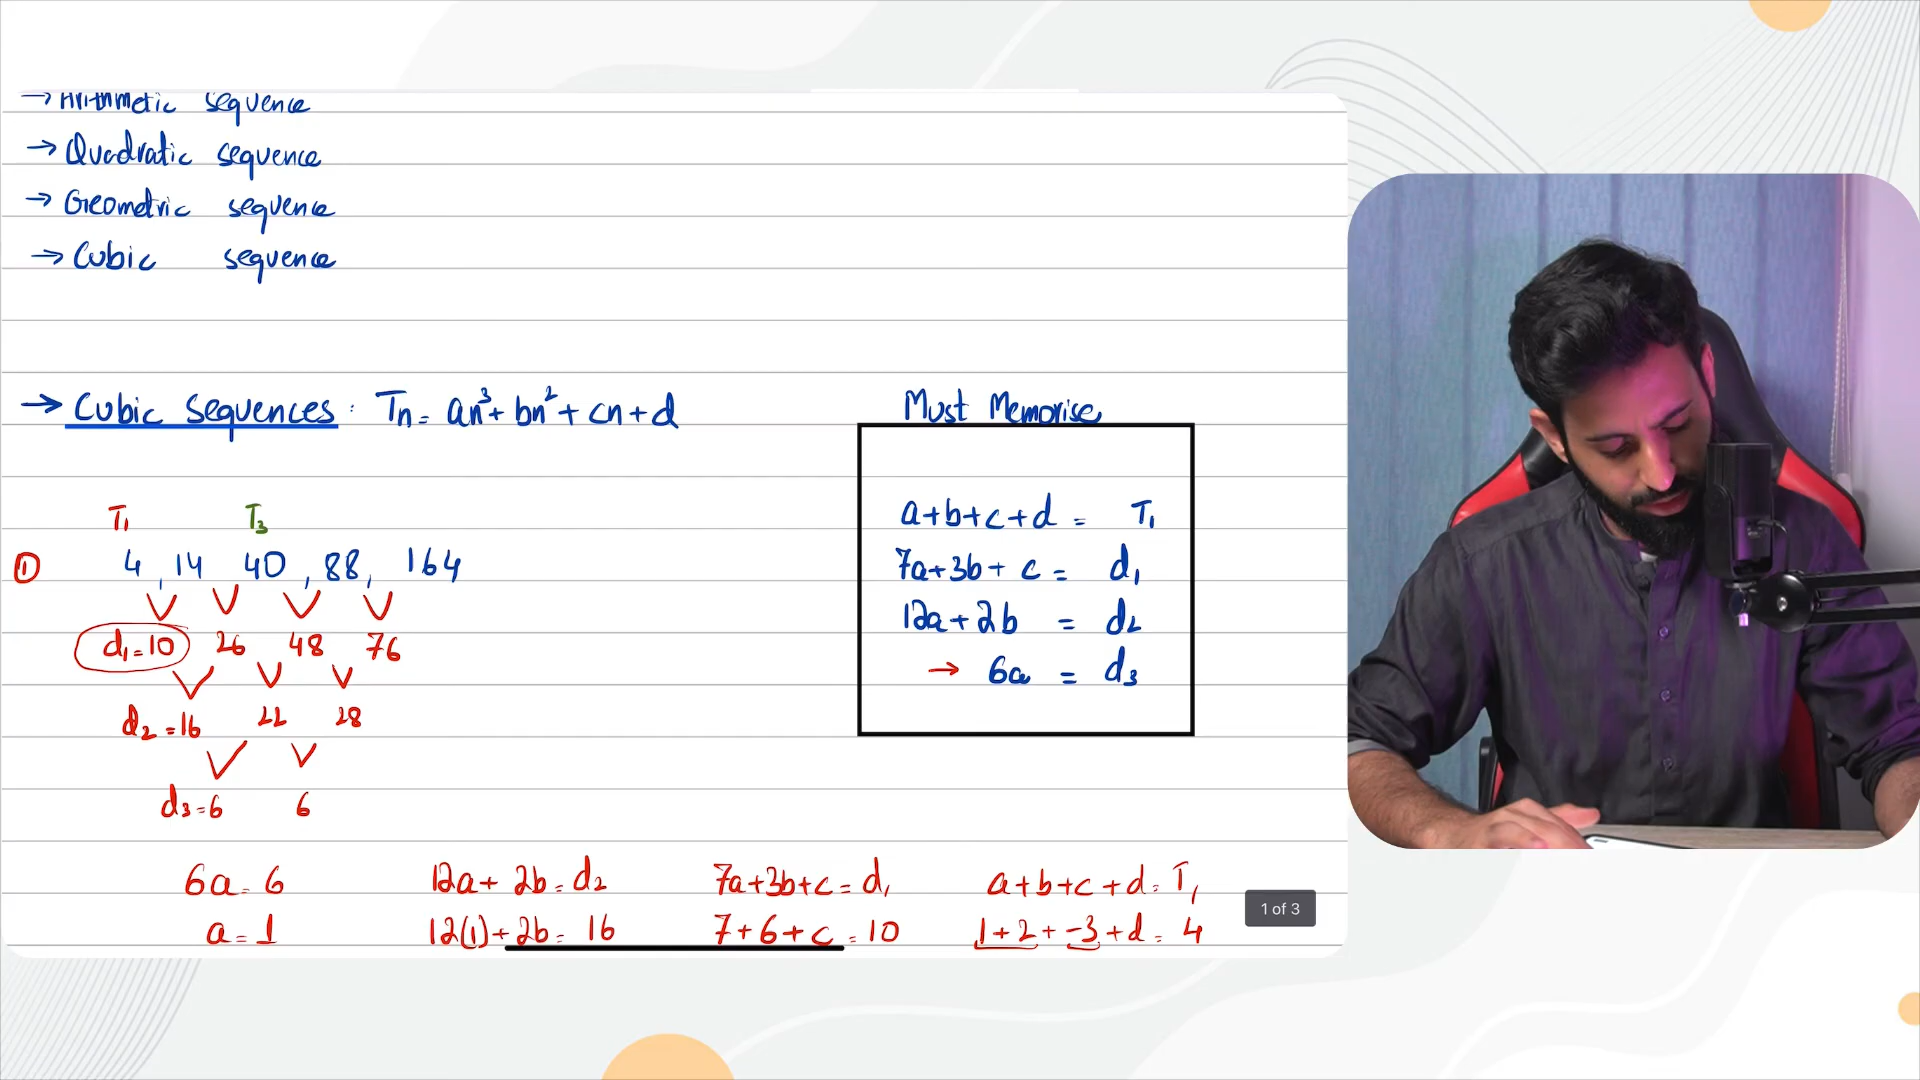 → Arithmetic sequence
→ Quadratic sequence
→ Geometric sequence
→ Cubic sequence
→ Cubic Sequences: Tn = an³ + bn² + cn + d
Must Memorise
a+b+c+d = T₁
7a+3b+c = d₁
12a+2b = d₂
→ 6a = d₃
T₁ T₃
① 4, 14 40, 88, 164
d₁=10 26 48 76
d₂=16 22 28
d₃=6 6
6a = 6 12a+2b = d₂ 7a+3b+c = d₁ a+b+c+d = T₁
a = 1 12(1)+2b = 16 7+6+c = 10 1+2+-3+d = 4
1 of 3